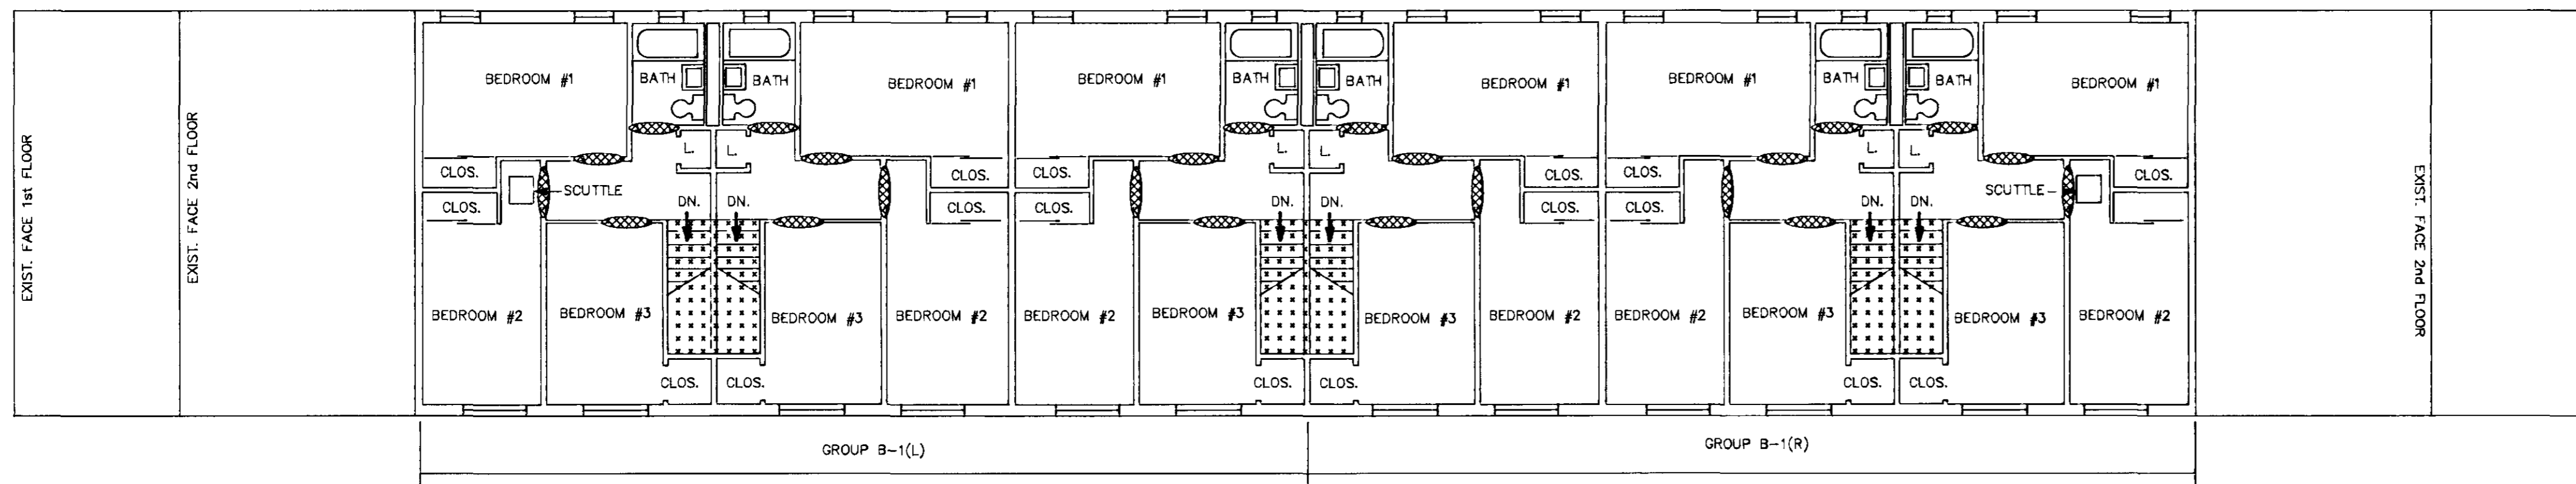 EXIST. FACE 1st FLOOR
EXIST. FACE 2nd FLOOR
BEDROOM #1
BATH
BATH
BEDROOM #1
BEDROOM #1
BATH
BATH
BEDROOM #1
BEDROOM #1
BATH
BATH
BEDROOM #1
L.
L.
L.
L.
L.
L.
CLOS.
CLOS.
CLOS.
CLOS.
CLOS.
CLOS.
SCUTTLE
SCUTTLE
CLOS.
CLOS.
CLOS.
CLOS.
CLOS.
DN.
DN.
DN.
DN.
DN.
DN.
BEDROOM #2
BEDROOM #3
BEDROOM #3
BEDROOM #2
BEDROOM #2
BEDROOM #3
BEDROOM #3
BEDROOM #2
BEDROOM #2
BEDROOM #3
BEDROOM #3
BEDROOM #2
CLOS.
CLOS.
CLOS.
CLOS.
CLOS.
CLOS.
EXIST. FACE 2nd FLOOR
GROUP B-1(L)
GROUP B-1(R)